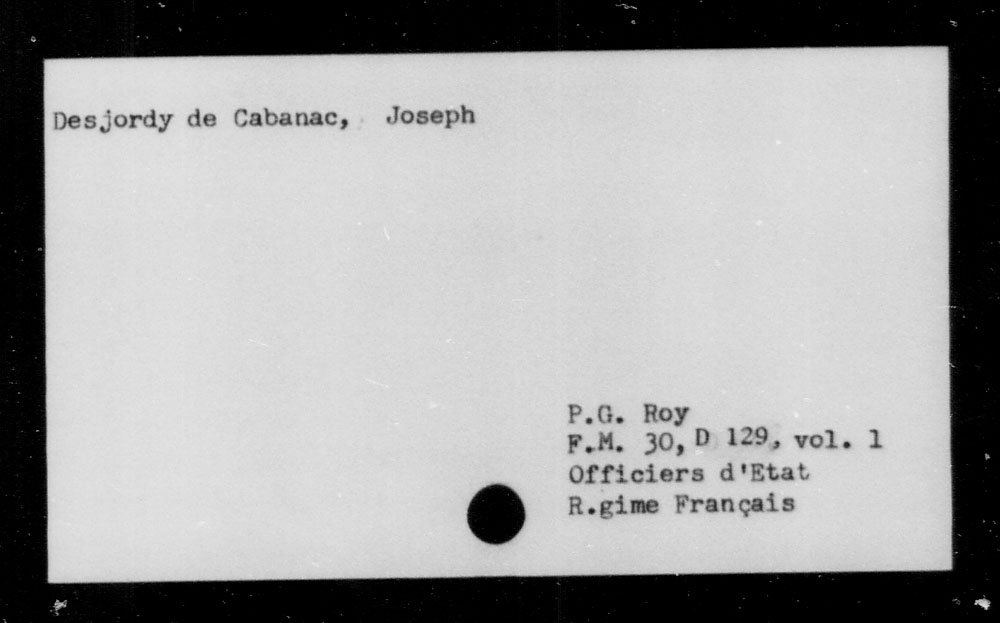 Desjordy de Cabanac, Joseph
P.G. Roy
F.M. 30, D 129, vol. 1
Officiers d'Etat
R.gime Français